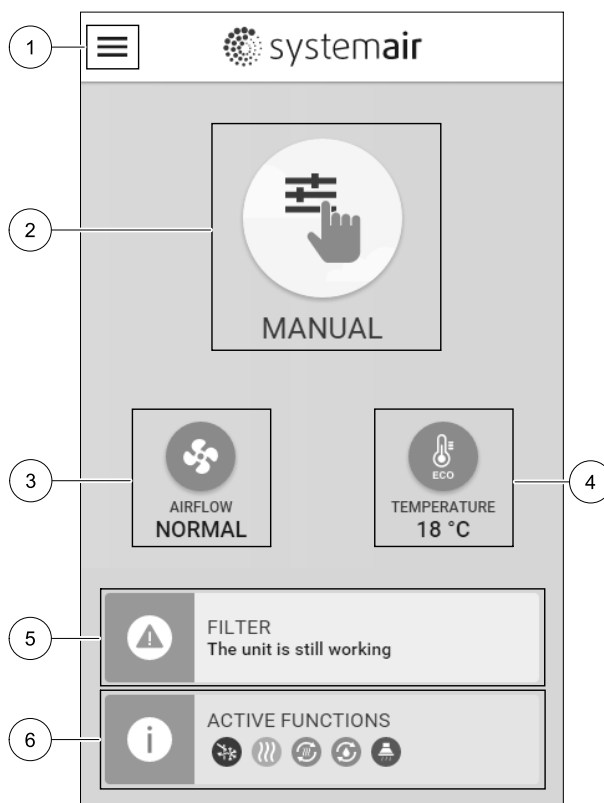 1
systemair
2
MANUAL
3
AIRFLOW
NORMAL
ECO
TEMPERATURE
18 °C
4
5
FILTER
The unit is still working
6
ACTIVE FUNCTIONS